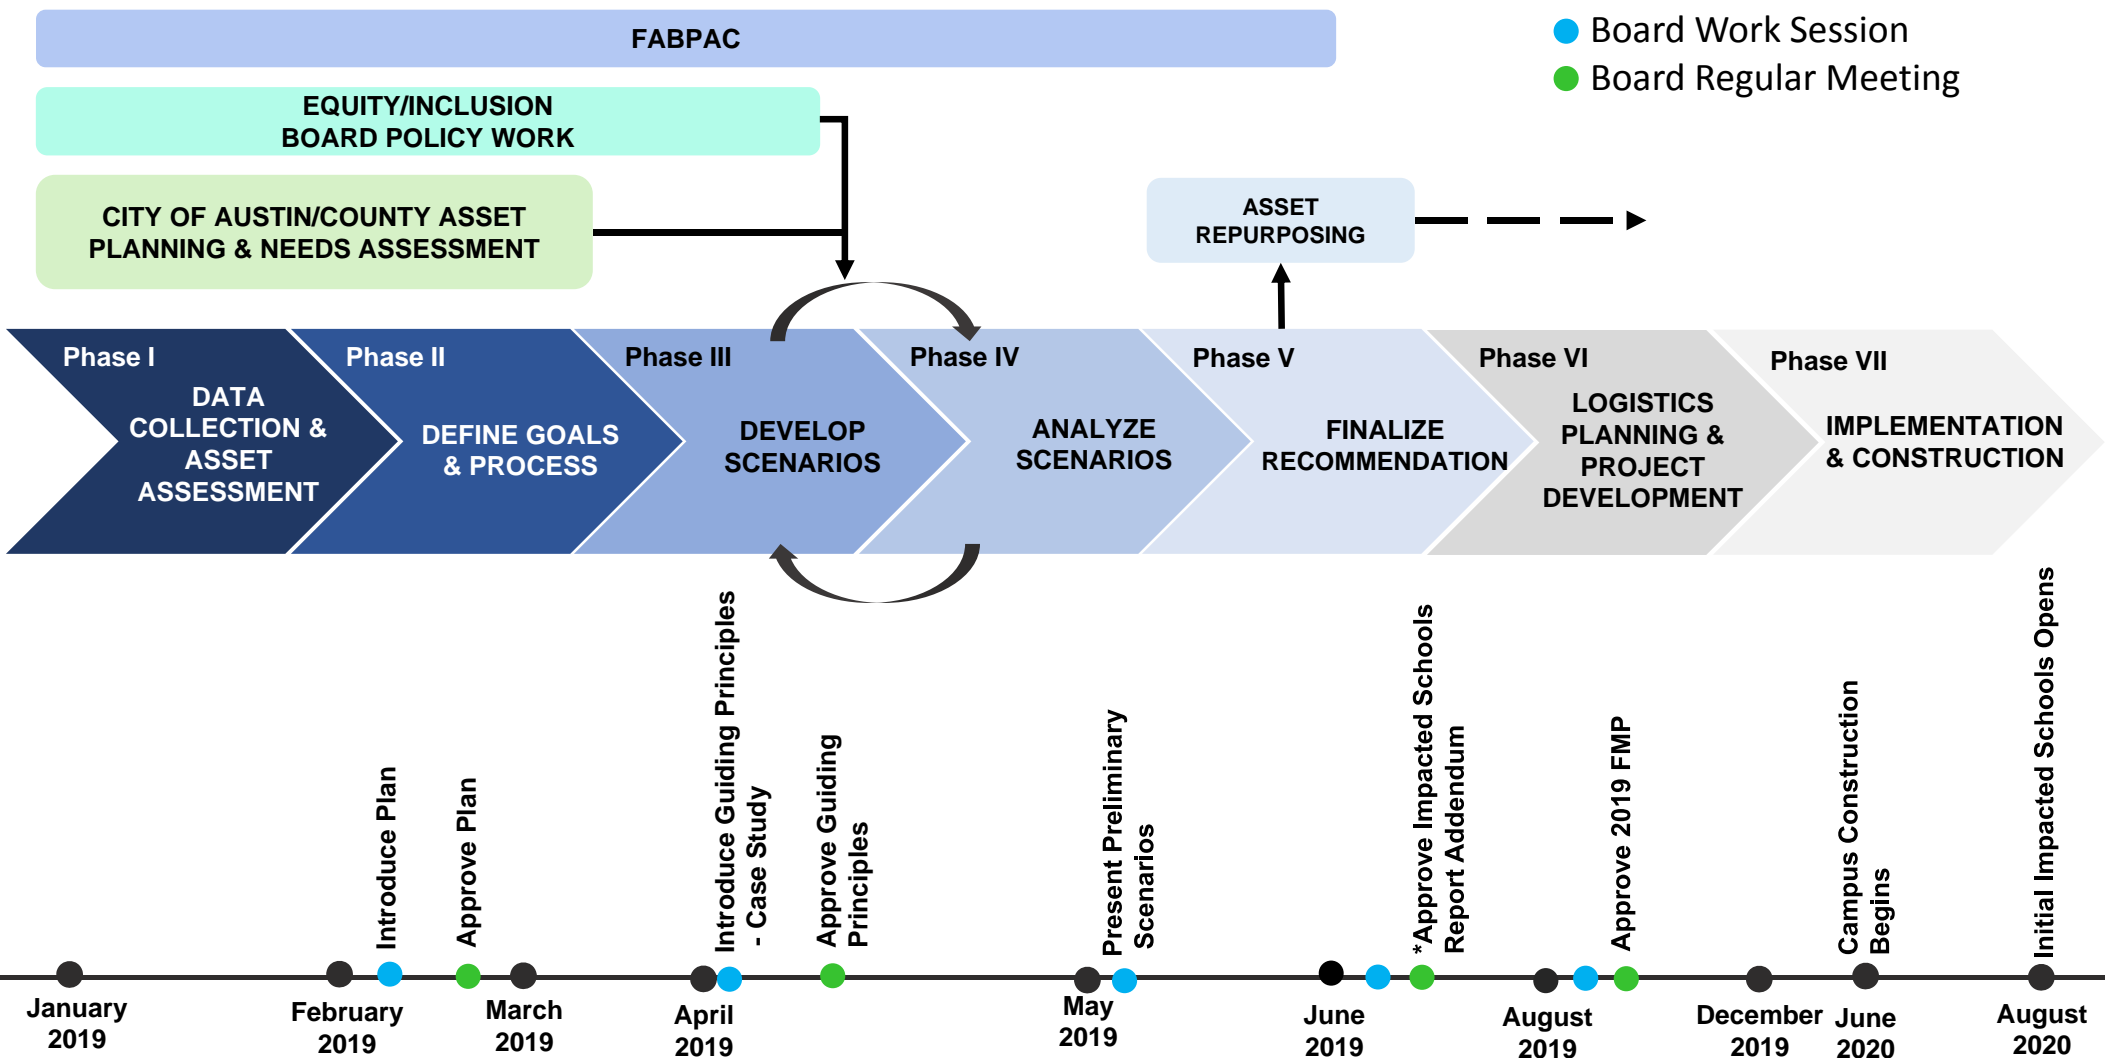 FABPAC
Board Work Session
Board Regular Meeting
EQUITY/INCLUSION
BOARD POLICY WORK
CITY OF AUSTIN/COUNTY ASSET
PLANNING & NEEDS ASSESSMENT
ASSET
REPURPOSING
Phase I
DATA
COLLECTION &
ASSET
ASSESSMENT
Phase II
DEFINE GOALS
& PROCESS
Phase III
DEVELOP
SCENARIOS
Phase IV
ANALYZE
SCENARIOS
Phase V
FINALIZE
RECOMMENDATION
Phase VI
LOGISTICS
PLANNING &
PROJECT
DEVELOPMENT
Phase VII
IMPLEMENTATION
& CONSTRUCTION
Introduce Plan
Approve Plan
Introduce Guiding Principles
- Case Study
Approve Guiding
Principles
Present Preliminary
Scenarios
*Approve Impacted Schools
Report Addendum
Approve 2019 FMP
Campus Construction
Begins
Initial Impacted Schools Opens
January
2019
February
2019
March
2019
April
2019
May
2019
June
2019
August
2019
December
2019
June
2020
August
2020